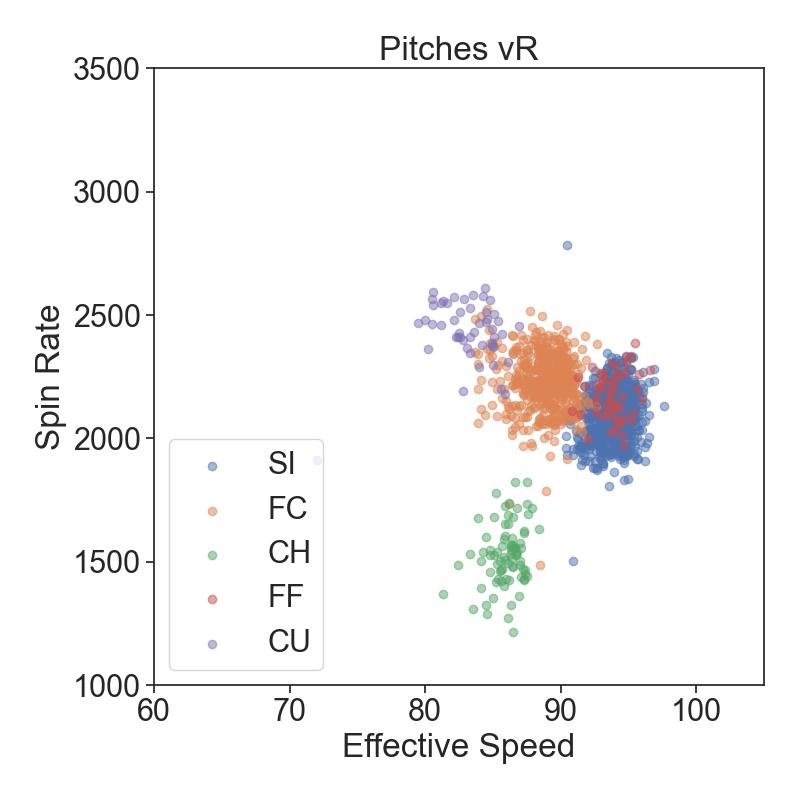 Pitches vR
3500
3000
2500
2000
1500
1000
Spin Rate
SI
FC
CH
FF
CU
60 70 80 90 100
Effective Speed